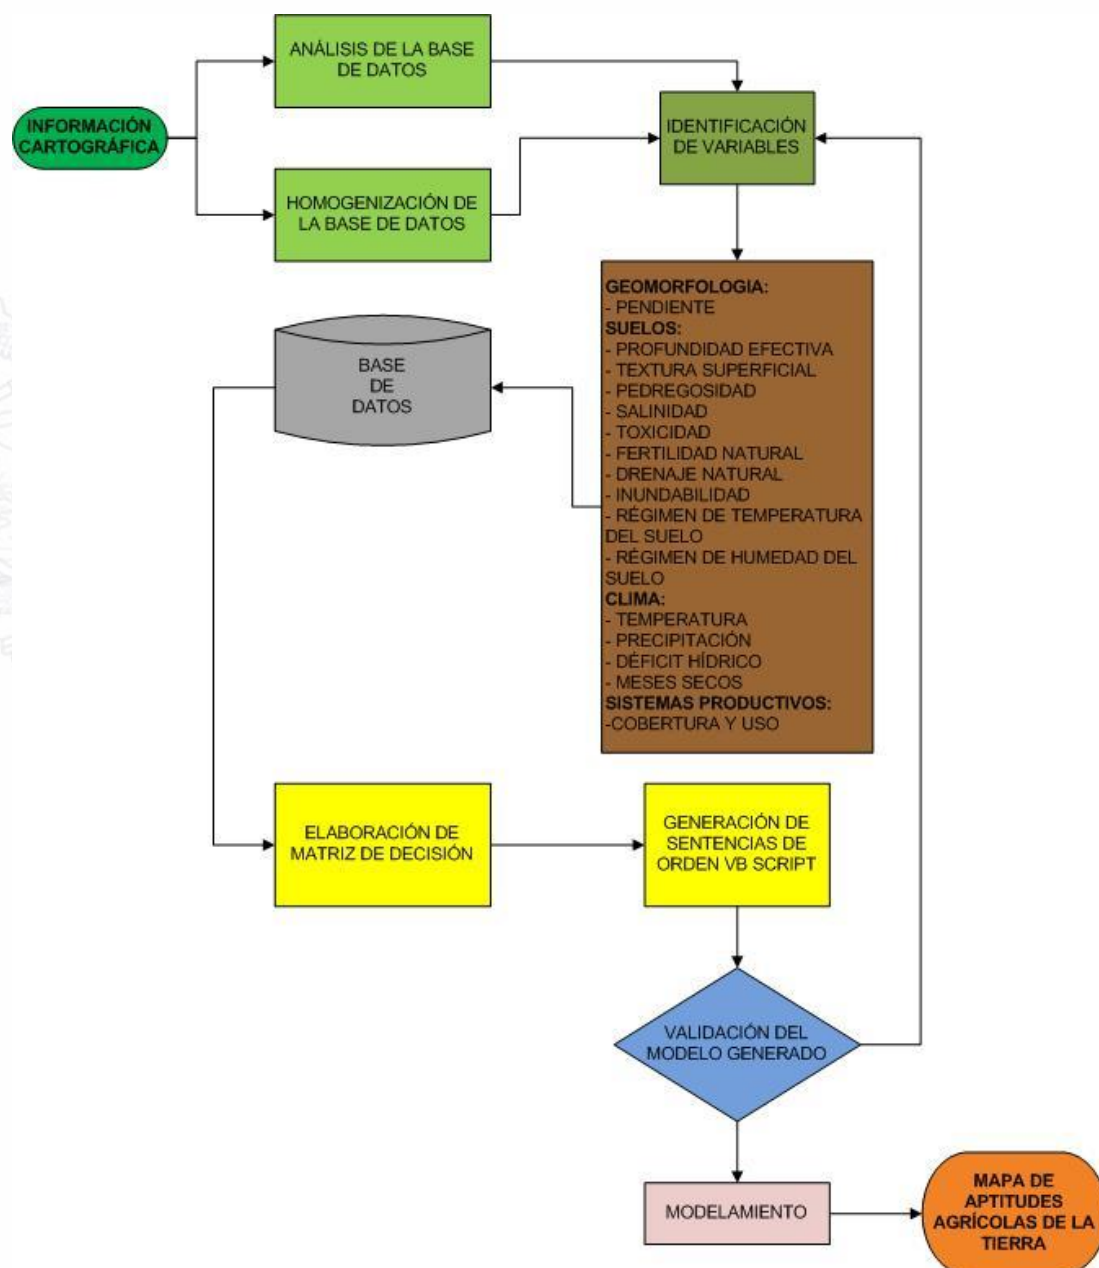 ANÁLISIS DE LA BASE
DE DATOS
INFORMACIÓN
CARTOGRÁFICA
IDENTIFICACIÓN
DE VARIABLES
HOMOGENIZACIÓN DE
LA BASE DE DATOS
GEOMORFOLOGIA:
- PENDIENTE
SUELOS:
- PROFUNDIDAD EFECTIVA
- TEXTURA SUPERFICIAL
- PEDREGOSIDAD
- SALINIDAD
- TOXICIDAD
- FERTILIDAD NATURAL
- DRENAJE NATURAL
- INUNDABILIDAD
- RÉGIMEN DE TEMPERATURA
DEL SUELO
- RÉGIMEN DE HUMEDAD DEL
SUELO
CLIMA:
- TEMPERATURA
- PRECIPITACIÓN
- DÉFICIT HÍDRICO
- MESES SECOS
SISTEMAS PRODUCTIVOS:
-COBERTURA Y USO
BASE
DE
DATOS
ELABORACIÓN DE
MATRIZ DE DECISIÓN
GENERACIÓN DE
SENTENCIAS DE
ORDEN VB SCRIPT
VALIDACIÓN DEL
MODELO GENERADO
MODELAMIENTO
MAPA DE
APTITUDES
AGRÍCOLAS DE LA
TIERRA